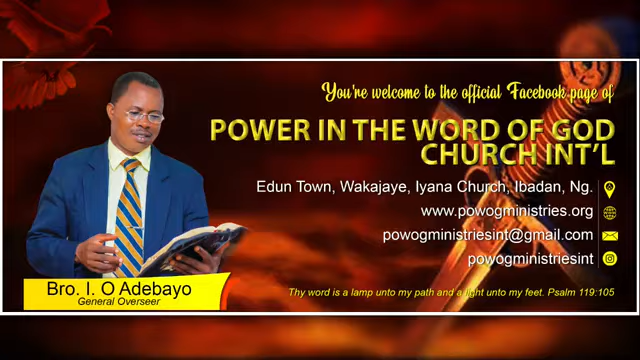 You're welcome to the official Facebook page of
POWER IN THE WORD OF GOD
CHURCH INT'L
Edun Town, Wakajaye, Iyana Church, Ibadan, Ng.
www.powogministries.org
powogministriesint@gmail.com
powogministriesint
Bro. I. O Adebayo
General Overseer
Thy word is a lamp unto my path and a light unto my feet. Psalm 119:105